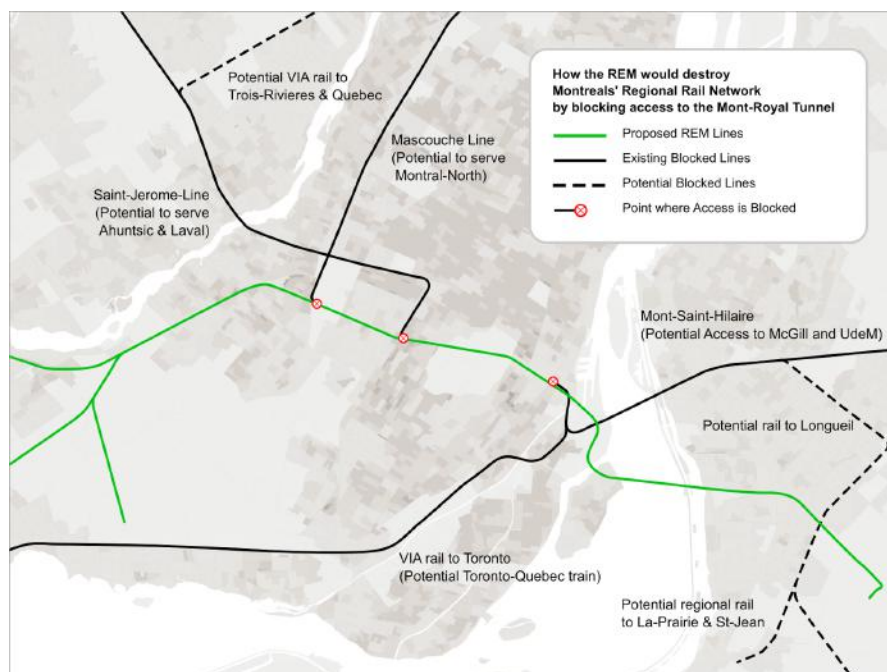 Potential VIA rail to
Trois-Rivieres & Quebec
Mascouche Line
(Potential to serve
Montral-North)
Saint-Jerome-Line
(Potential to serve
Ahuntsic & Laval)
How the REM would destroy
Montreals' Regional Rail Network
by blocking access to the Mont-Royal Tunnel
Proposed REM Lines
Existing Blocked Lines
Potential Blocked Lines
Point where Access is Blocked
Mont-Saint-Hilaire
(Potential Access to McGill and UdeM)
Potential rail to Longueil
VIA rail to Toronto
(Potential Toronto-Quebec train)
Potential regional rail
to La-Prairie & St-Jean